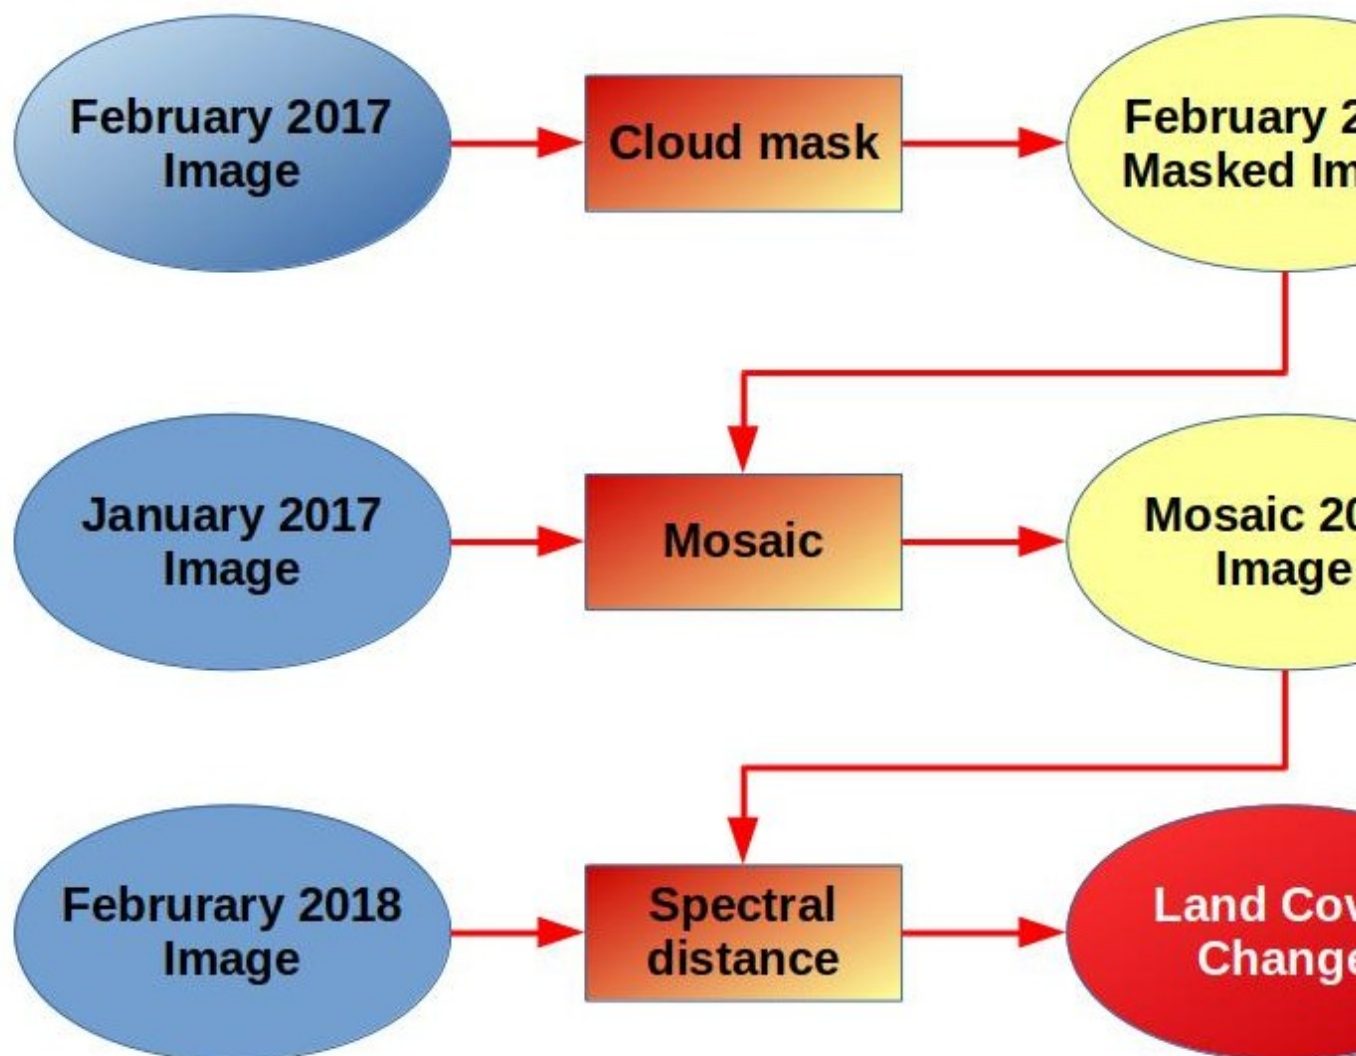 February 2017
Image
Cloud mask
February 2
Masked Im
January 2017
Image
Mosaic
Mosaic 20
Image
Februrary 2018
Image
Spectral
distance
Land Cov
Change